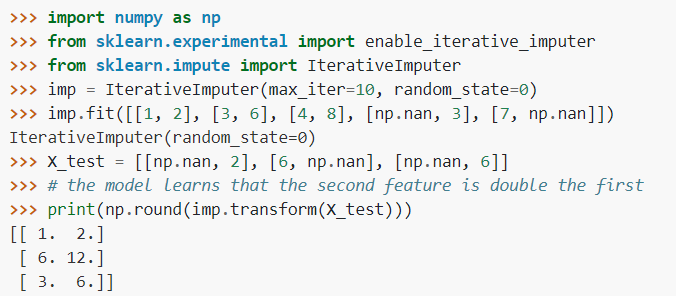 >>> import numpy as np
>>> from sklearn.experimental import enable_iterative_imputer
>>> from sklearn.impute import IterativeImputer
>>> imp = IterativeImputer(max_iter=10, random_state=0)
>>> imp.fit([[1, 2], [3, 6], [4, 8], [np.nan, 3], [7, np.nan]])
IterativeImputer(random_state=0)
>>> X_test = [[np.nan, 2], [6, np.nan], [np.nan, 6]]
>>> # the model learns that the second feature is double the first
>>> print(np.round(imp.transform(X_test)))
[[ 1.  2.]
 [ 6. 12.]
 [ 3.  6.]]